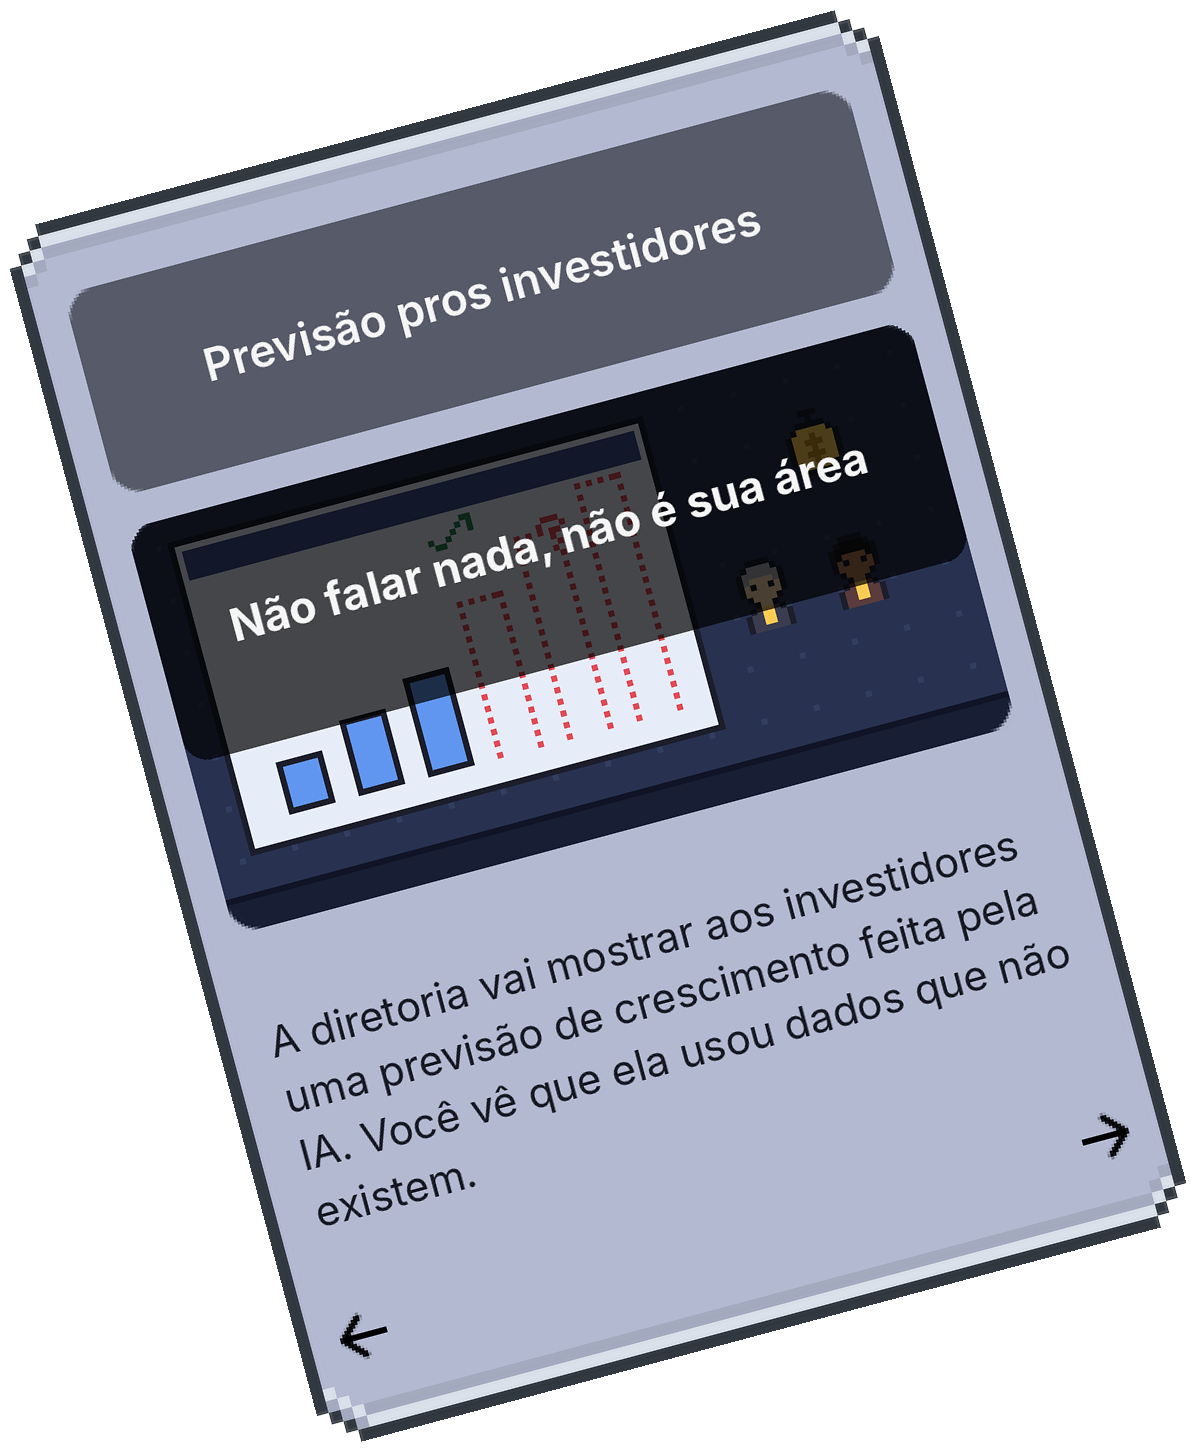 Previsão pros investidores
Não falar nada, não é sua área
A diretoria vai mostrar aos investidores
uma previsão de crescimento feita pela
IA. Você vê que ela usou dados que não
existem.